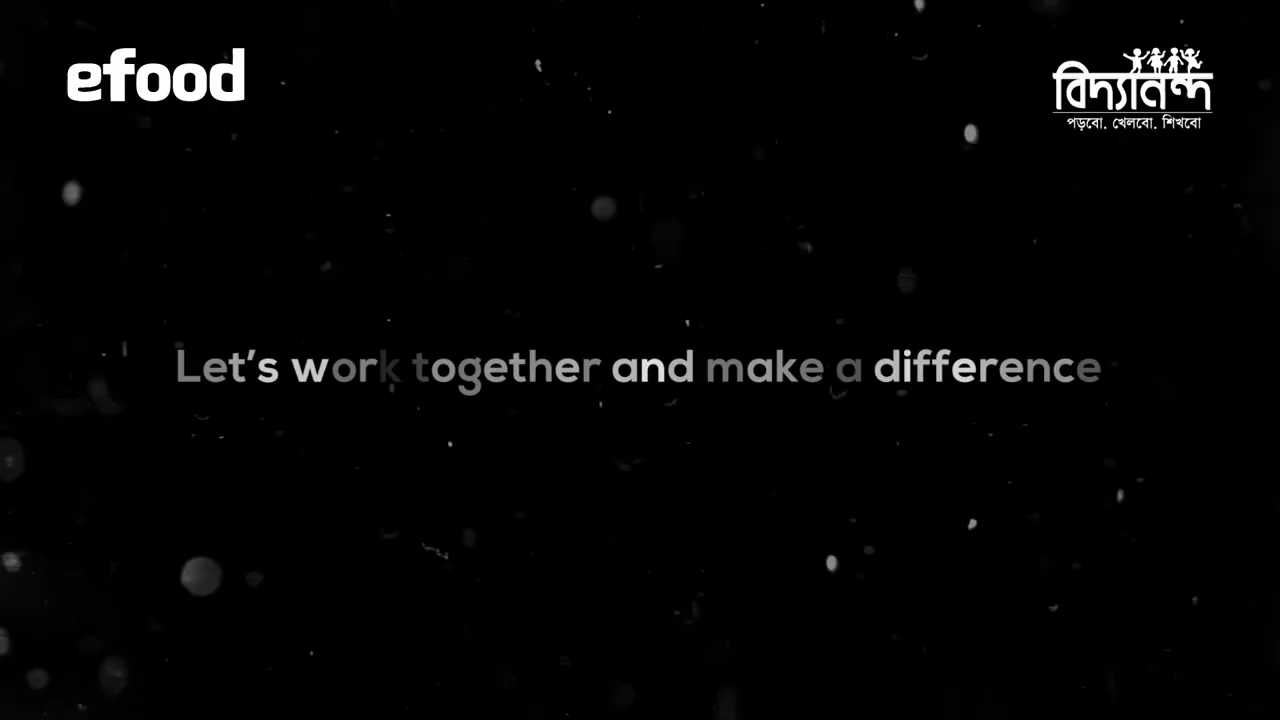 efood
বিদ্যানন্দ
পড়বো. খেলবো. শিখবো
Let’s work together and make a difference